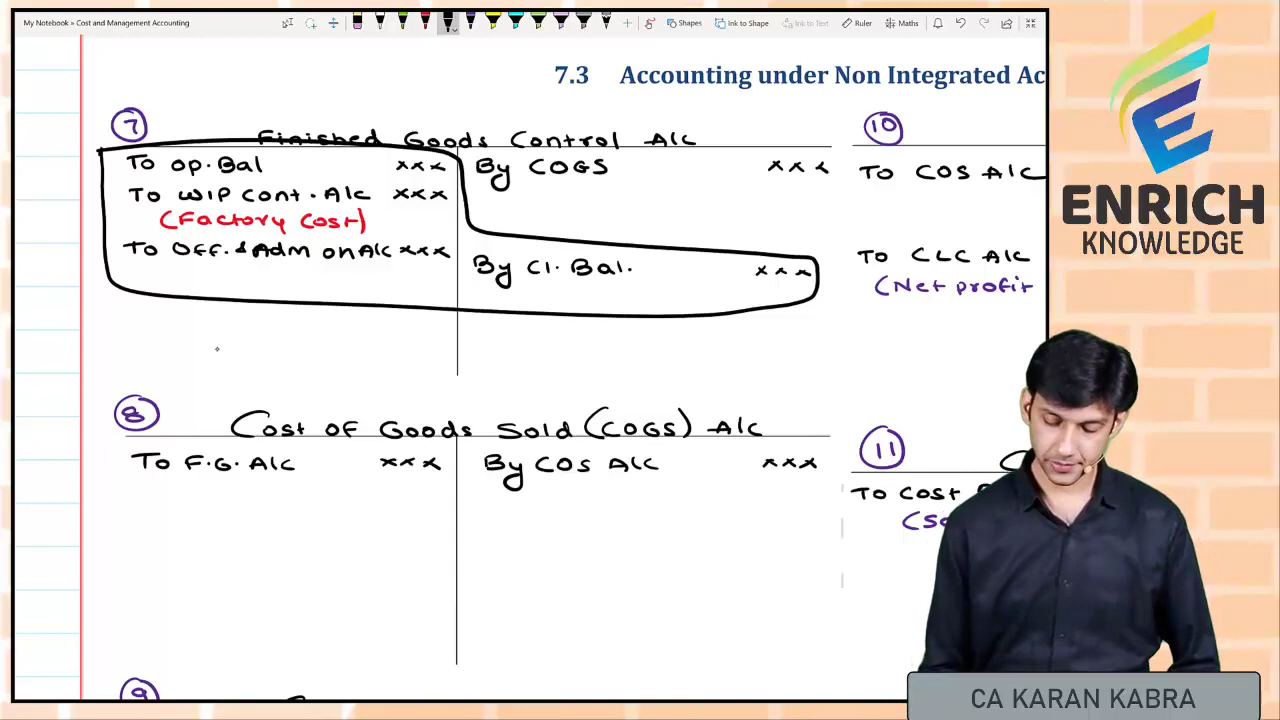 My Notebook » Cost and Management Accounting
Shapes
Ink to Shape
Ink to Text
Ruler
Maths
7.3 Accounting under Non Integrated Ac
7
Finished Goods Control A/c
To op. Bal xxx By COGS xxx
To WIP Cont. A/c xxx
(Factory Cost)
To Off. & Adm on A/c xxx
By Cl. Bal. xxx
8
Cost of Goods Sold (COGS) A/c
To F.G. A/c xxx By COS A/c xxx
9
10
To COS A/c
To CLC A/c
(Net profit
11
To Cost
ENRICH
KNOWLEDGE
CA KARAN KABRA